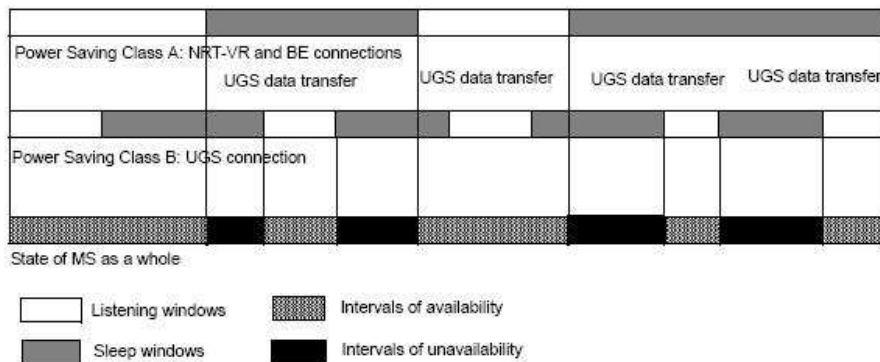 Power Saving Class A: NRT-VR and BE connections
UGS data transfer
UGS data transfer
UGS data transfer
UGS data transfer
Power Saving Class B: UGS connection
State of MS as a whole
Listening windows
Intervals of availability
Sleep windows
Intervals of unavailability